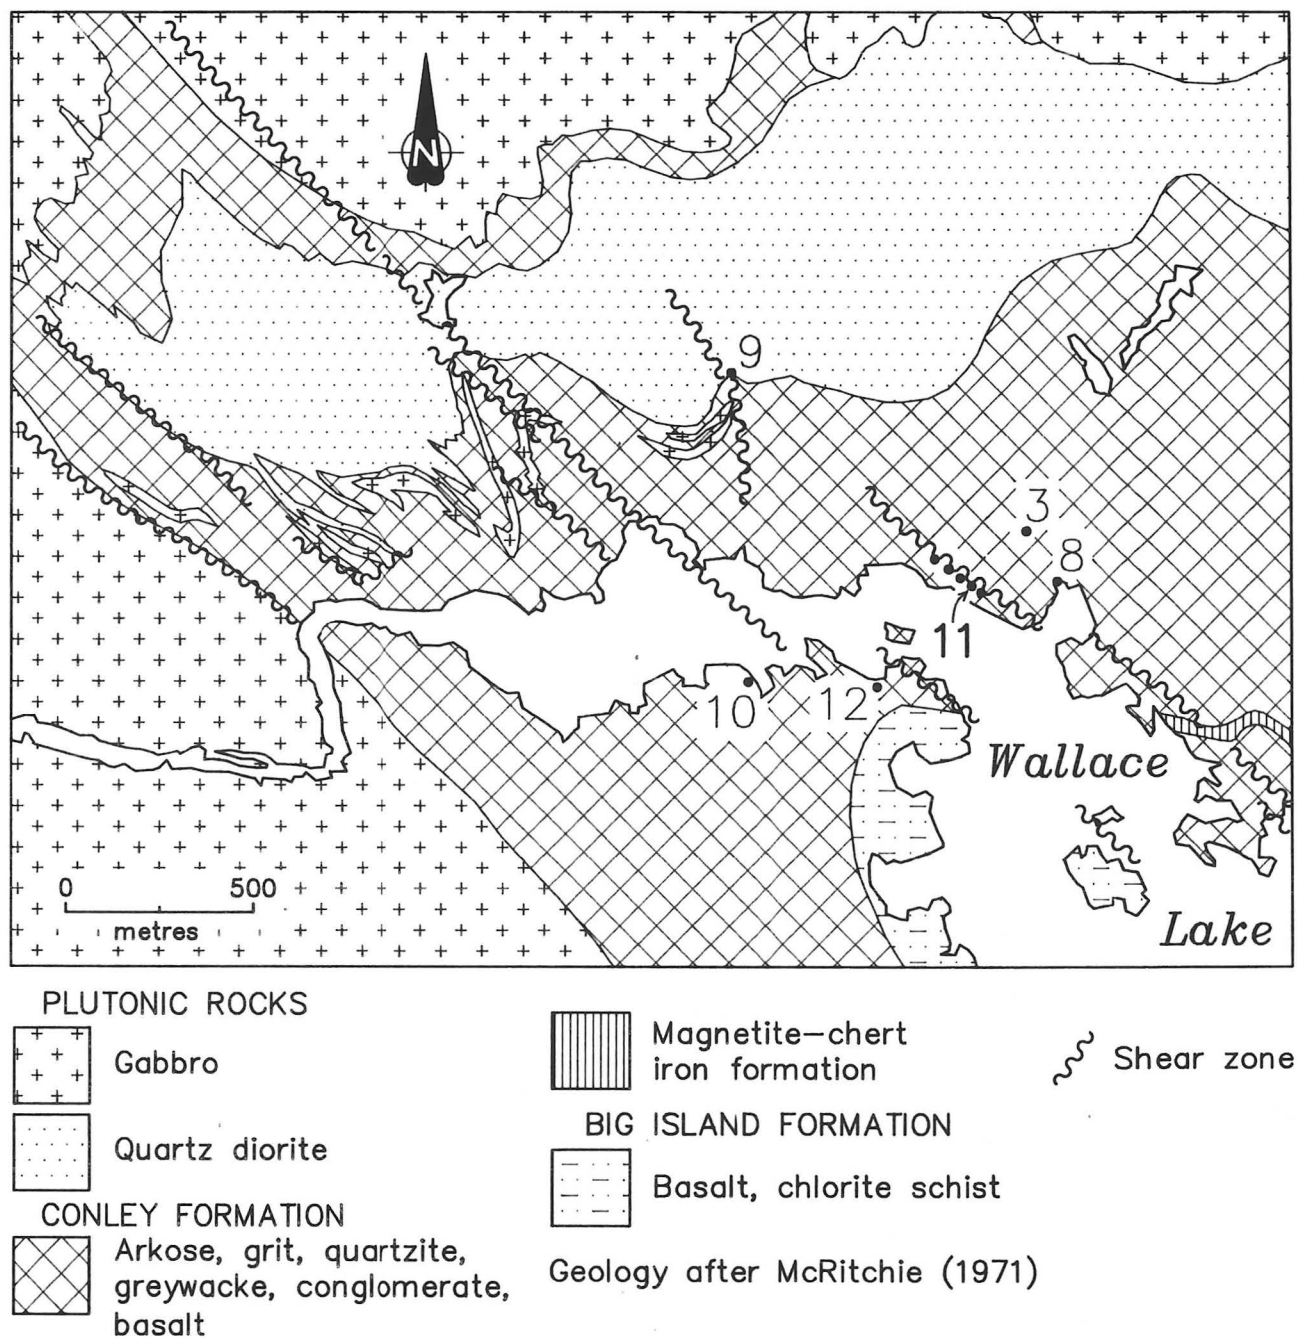 N
9
3
8
11
10
12
Wallace
Lake
0 500
metres
PLUTONIC ROCKS
Gabbro
Quartz diorite
CONLEY FORMATION
Arkose, grit, quartzite,
greywacke, conglomerate,
basalt
Magnetite-chert
iron formation
BIG ISLAND FORMATION
Basalt, chlorite schist
Geology after McRitchie (1971)
Shear zone